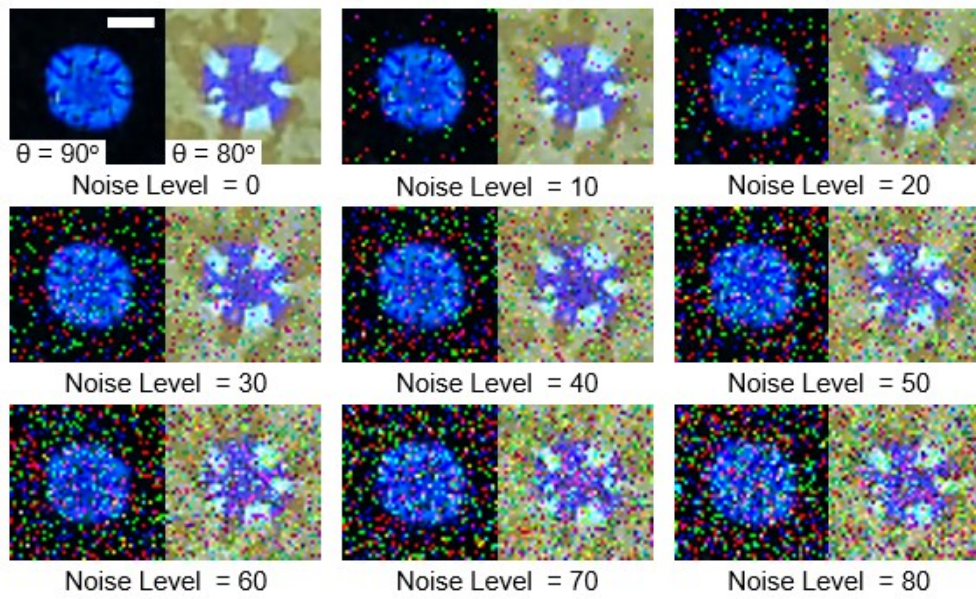 θ = 90º θ = 80º
Noise Level = 0 Noise Level = 10 Noise Level = 20
Noise Level = 30 Noise Level = 40 Noise Level = 50
Noise Level = 60 Noise Level = 70 Noise Level = 80